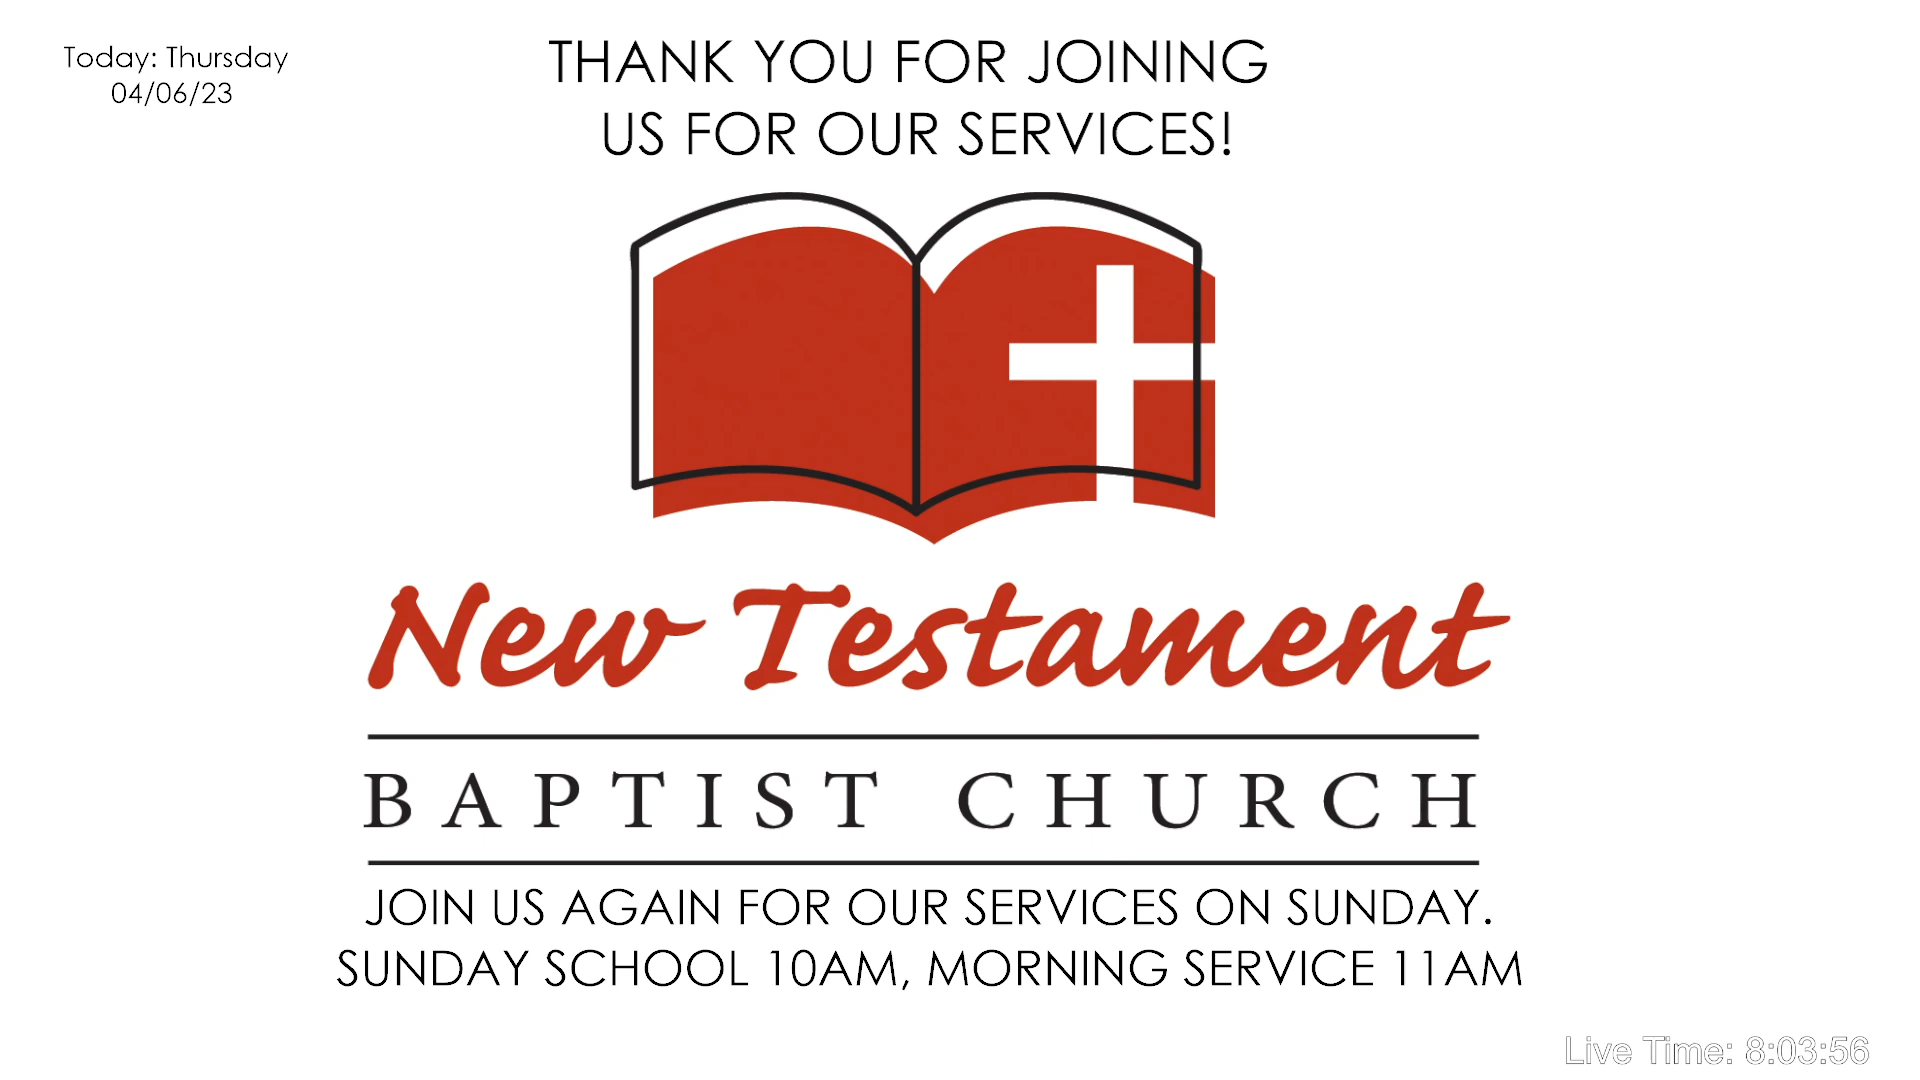 Today: Thursday
04/06/23
THANK YOU FOR JOINING
US FOR OUR SERVICES!
New Testament
BAPTIST CHURCH
JOIN US AGAIN FOR OUR SERVICES ON SUNDAY.
SUNDAY SCHOOL 10AM, MORNING SERVICE 11AM
Live Time: 8:03:56